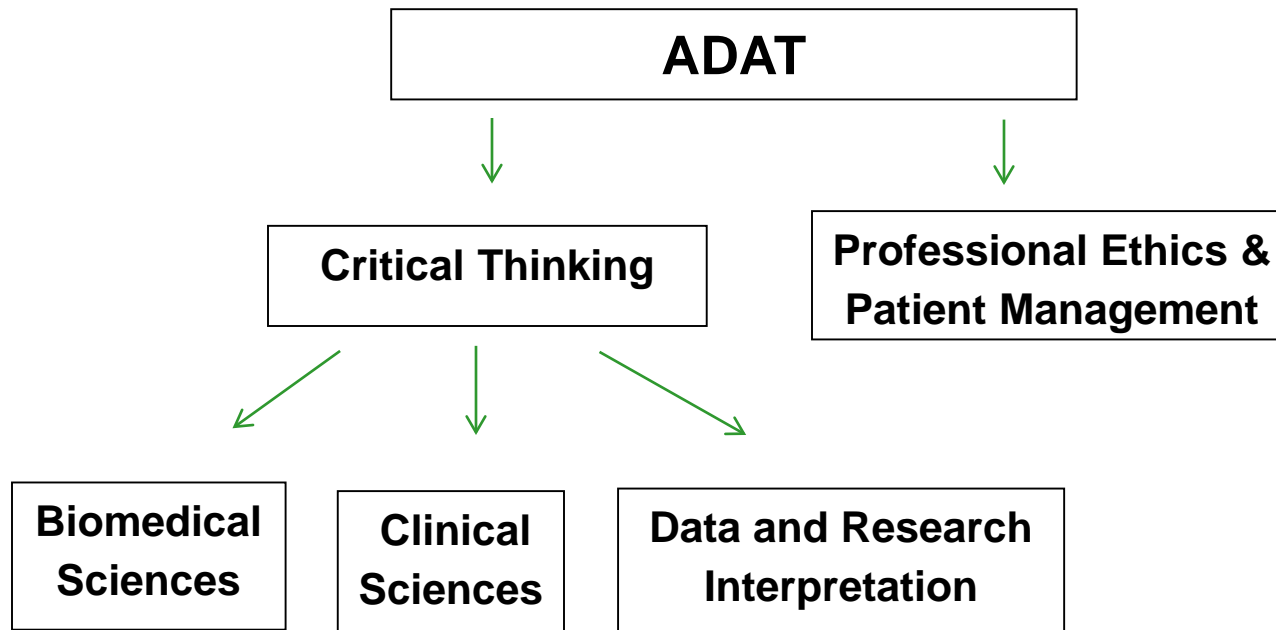 ADAT
Critical Thinking
Professional Ethics &
Patient Management
Biomedical
Sciences
Clinical
Sciences
Data and Research
Interpretation